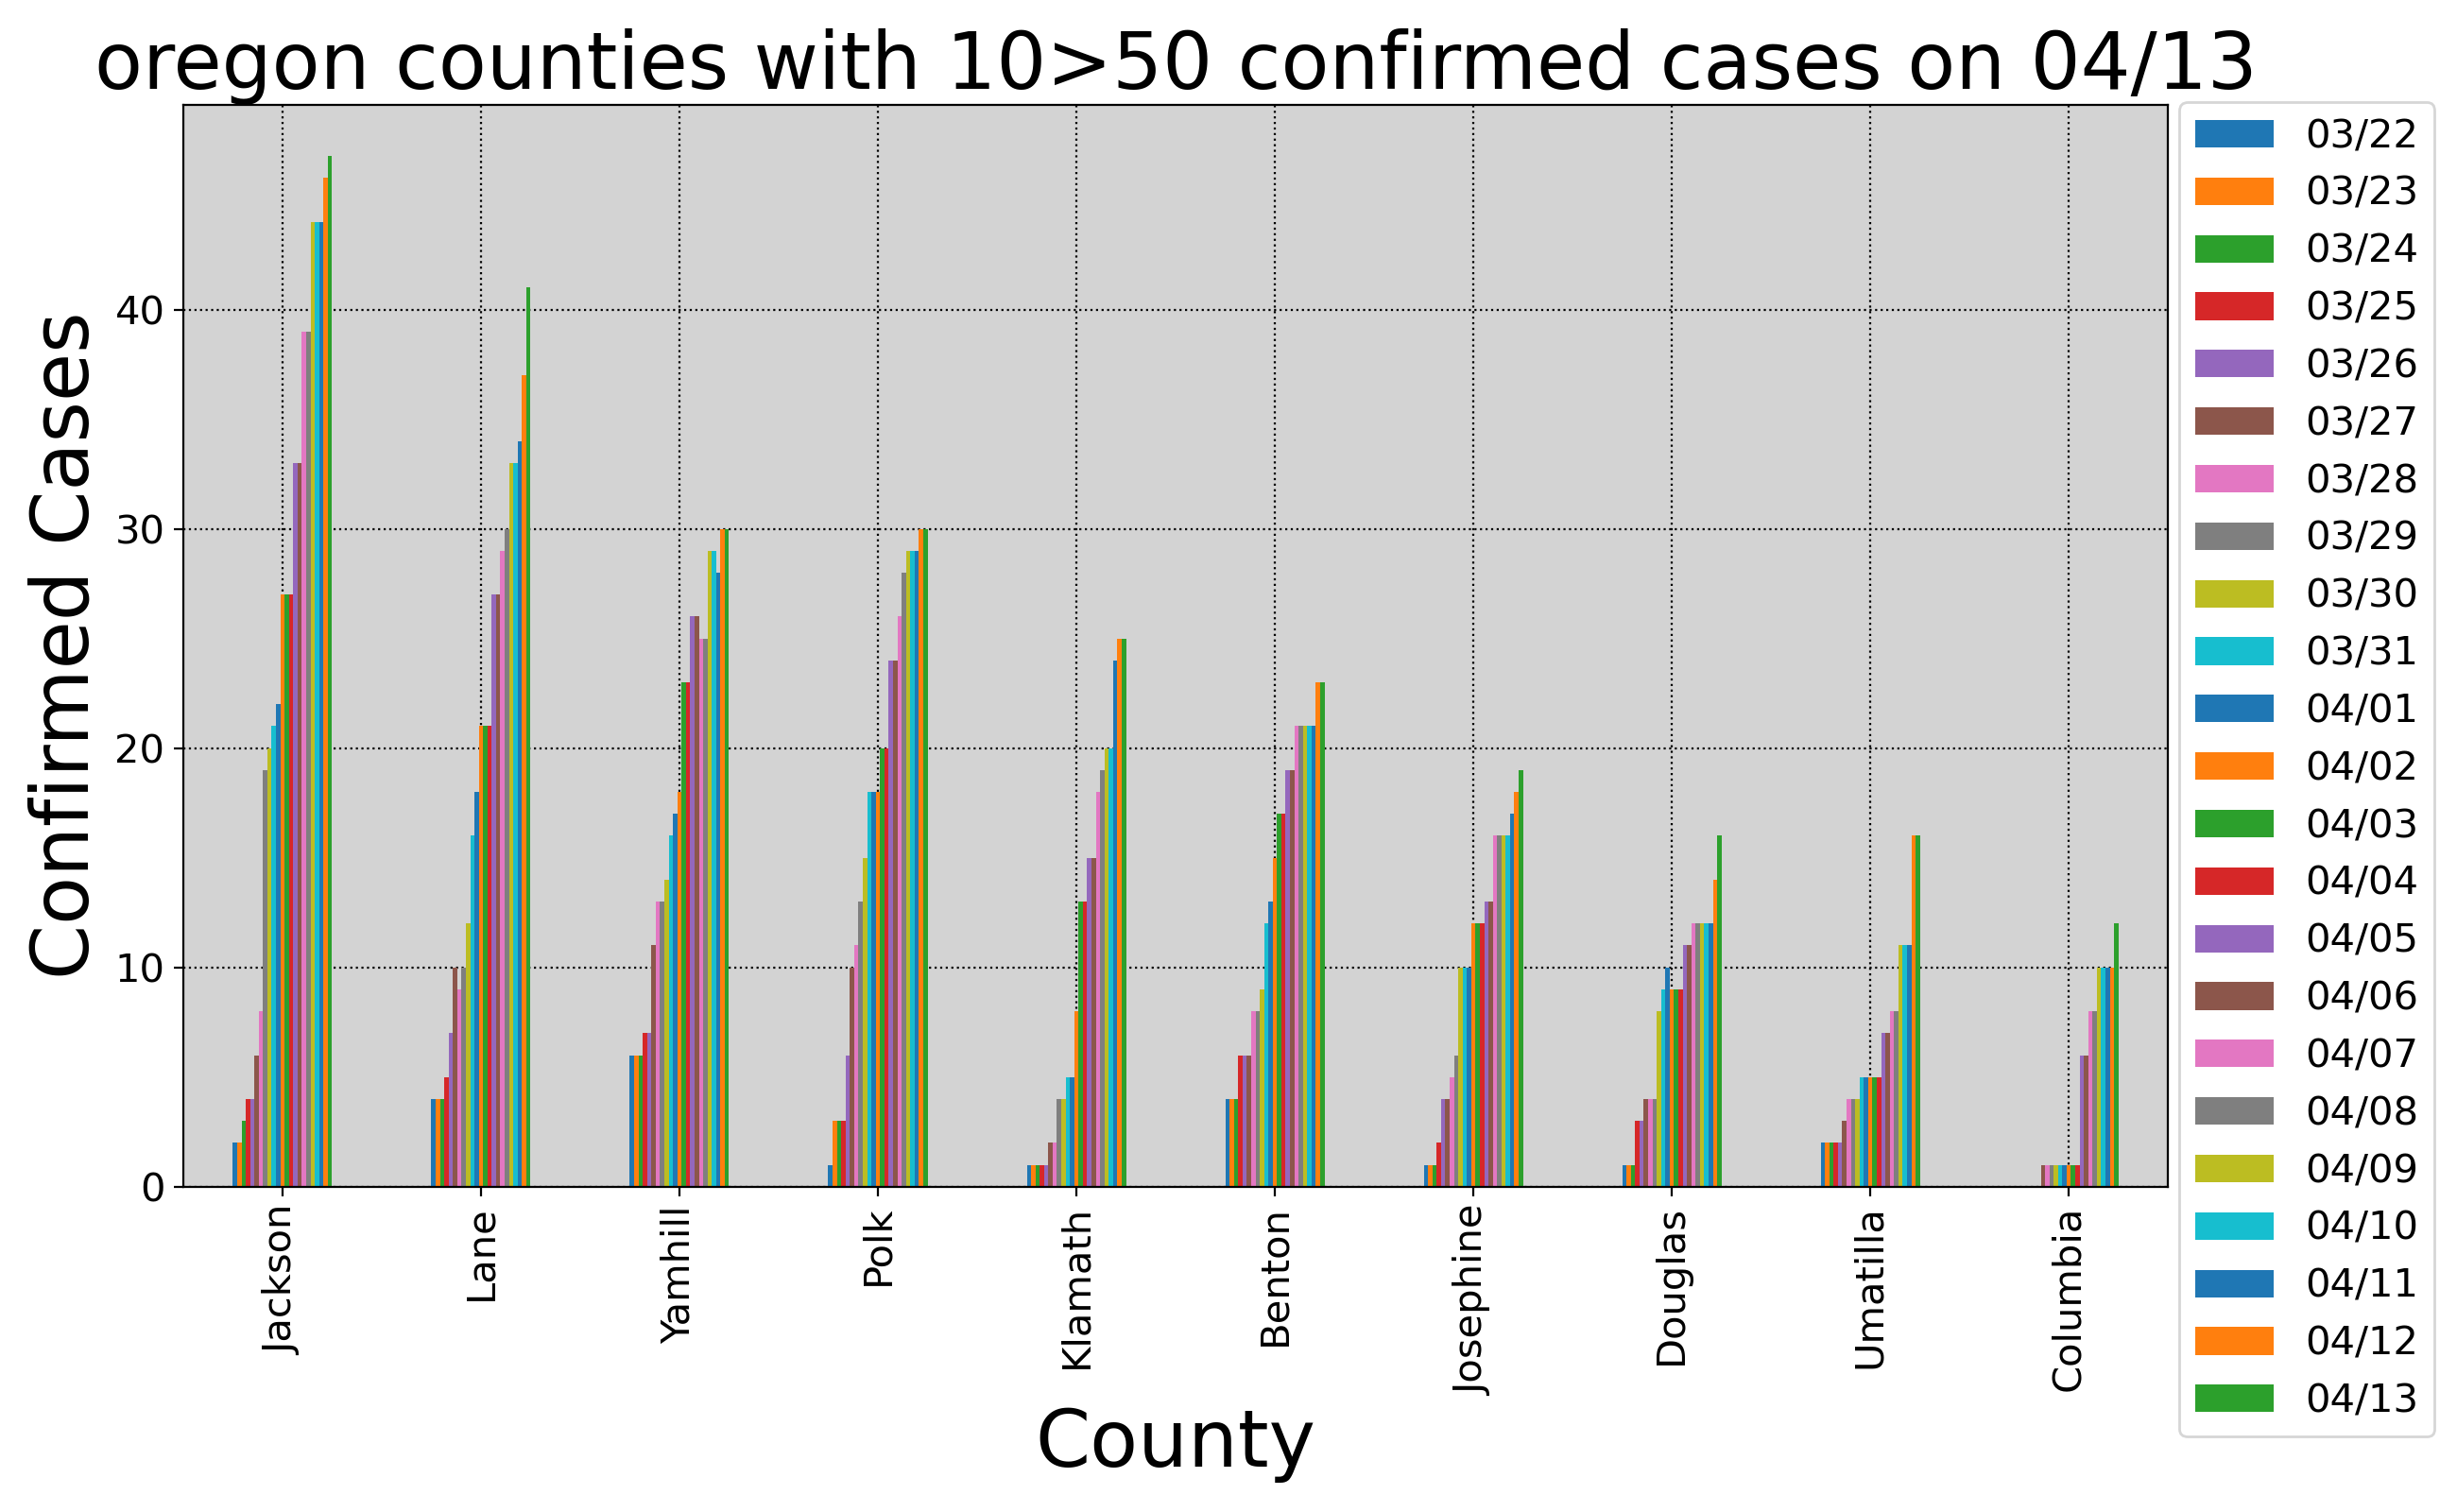 oregon counties with 10>50 confirmed cases on 04/13
Confirmed Cases
40
30
20
10
0
Jackson
Lane
Yamhill
Polk
Klamath
Benton
Josephine
Douglas
Umatilla
Columbia
County
03/22
03/23
03/24
03/25
03/26
03/27
03/28
03/29
03/30
03/31
04/01
04/02
04/03
04/04
04/05
04/06
04/07
04/08
04/09
04/10
04/11
04/12
04/13